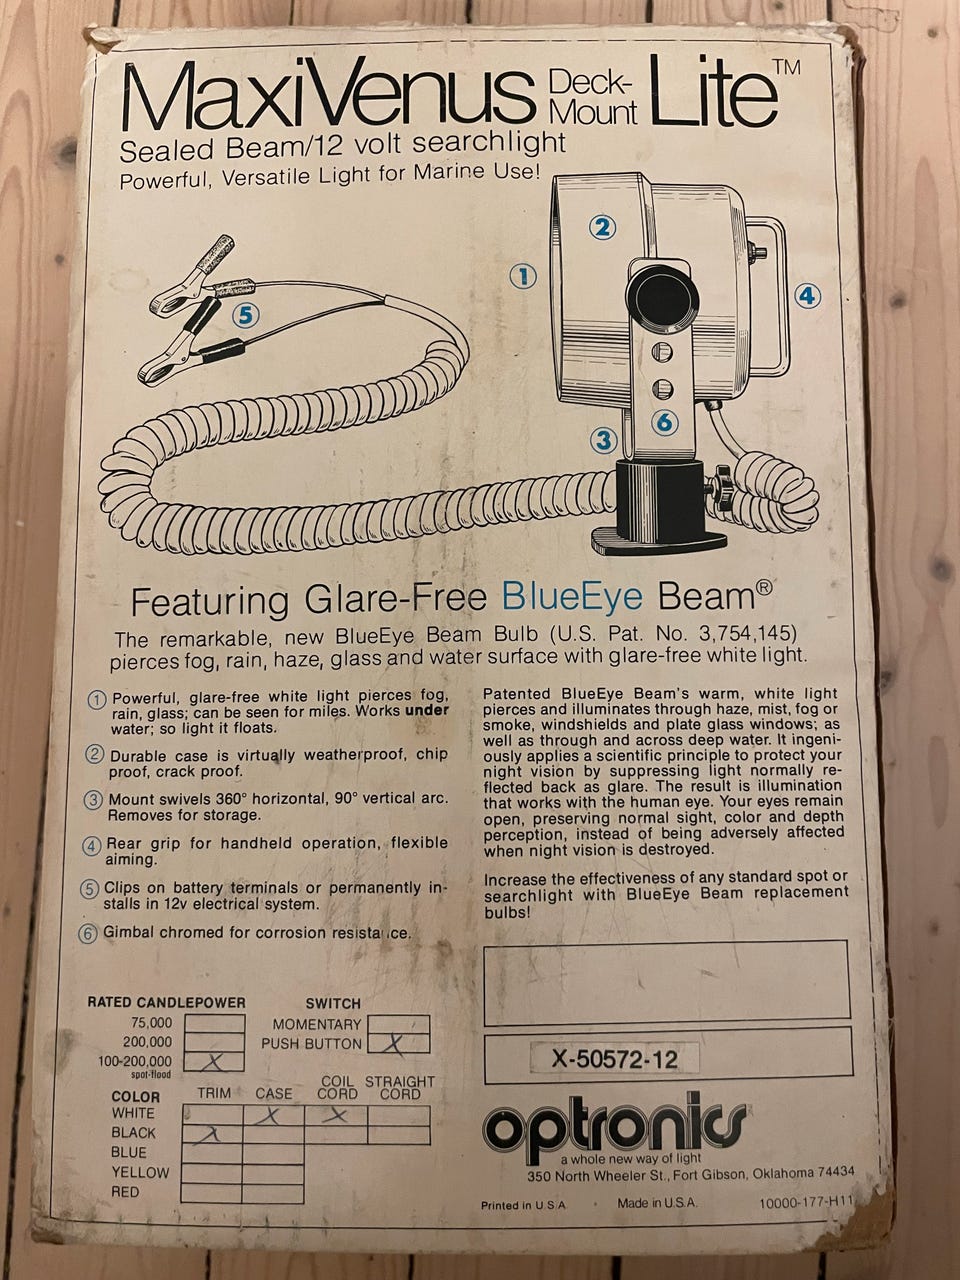 MaxiVenus Deck-Mount Lite™
Sealed Beam/12 volt searchlight
Powerful, Versatile Light for Marine Use!
1
2
3
4
5
6
Featuring Glare-Free BlueEye Beam®
The remarkable, new BlueEye Beam Bulb (U.S. Pat. No. 3,754,145)
pierces fog, rain, haze, glass and water surface with glare-free white light.
1 Powerful, glare-free white light pierces fog,
rain, glass; can be seen for miles. Works under
water; so light it floats.
2 Durable case is virtually weatherproof, chip
proof, crack proof.
3 Mount swivels 360° horizontal, 90° vertical arc.
Removes for storage.
4 Rear grip for handheld operation, flexible
aiming.
5 Clips on battery terminals or permanently in-
stalls in 12v electrical system.
6 Gimbal chromed for corrosion resistance.
Patented BlueEye Beam's warm, white light
pierces and illuminates through haze, mist, fog or
smoke, windshields and plate glass windows; as
well as through and across deep water. It ingeni-
ously applies a scientific principle to protect your
night vision by suppressing light normally re-
flected back as glare. The result is illumination
that works with the human eye. Your eyes remain
open, preserving normal sight, color and depth
perception, instead of being adversely affected
when night vision is destroyed.
Increase the effectiveness of any standard spot or
searchlight with BlueEye Beam replacement
bulbs!
RATED CANDLEPOWER
75,000
200,000
100-200,000 X
spot-flood
SWITCH
MOMENTARY
PUSH BUTTON X
COLOR TRIM CASE COIL CORD STRAIGHT CORD
WHITE X X
BLACK X
BLUE
YELLOW
RED
X-50572-12
optronics
a whole new way of light
350 North Wheeler St., Fort Gibson, Oklahoma 74434
Printed in U.S.A. Made in U.S.A. 10000-177-H11